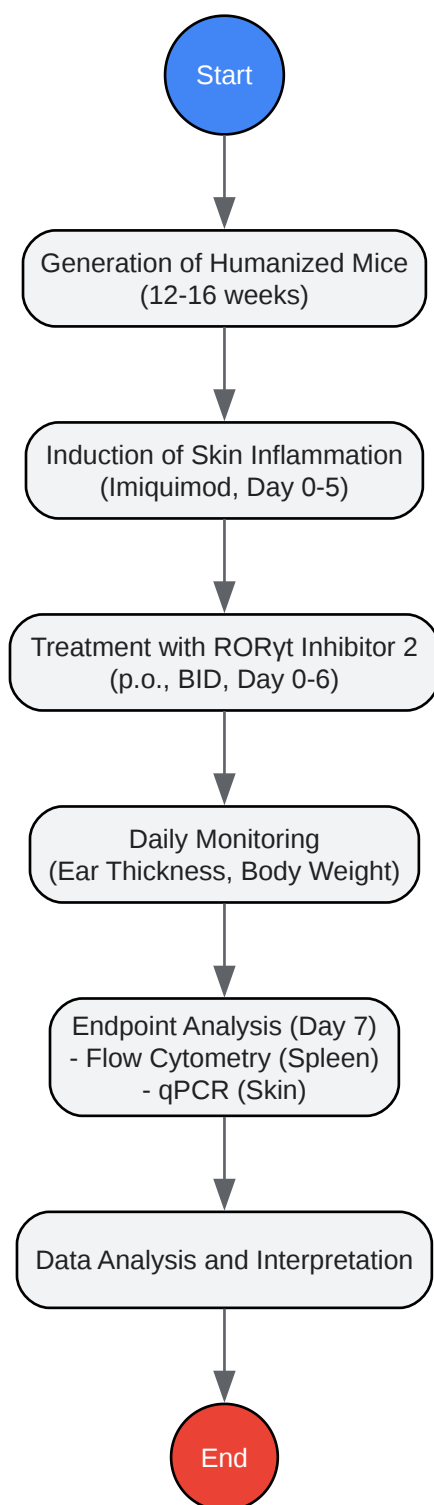 Start
Generation of Humanized Mice
(12-16 weeks)
Induction of Skin Inflammation
(Imiquimod, Day 0-5)
Treatment with RORγt Inhibitor 2
(p.o., BID, Day 0-6)
Daily Monitoring
(Ear Thickness, Body Weight)
Endpoint Analysis (Day 7)
- Flow Cytometry (Spleen)
- qPCR (Skin)
Data Analysis and Interpretation
End